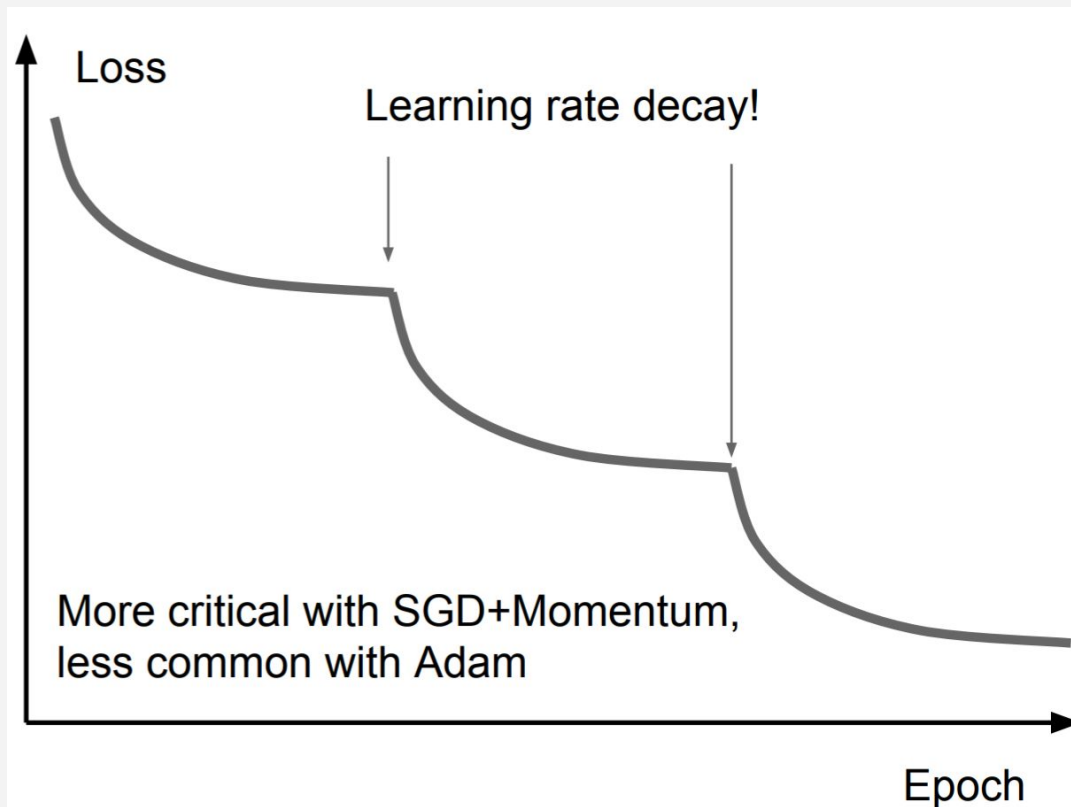 Loss
Learning rate decay!
More critical with SGD+Momentum,
less common with Adam
Epoch